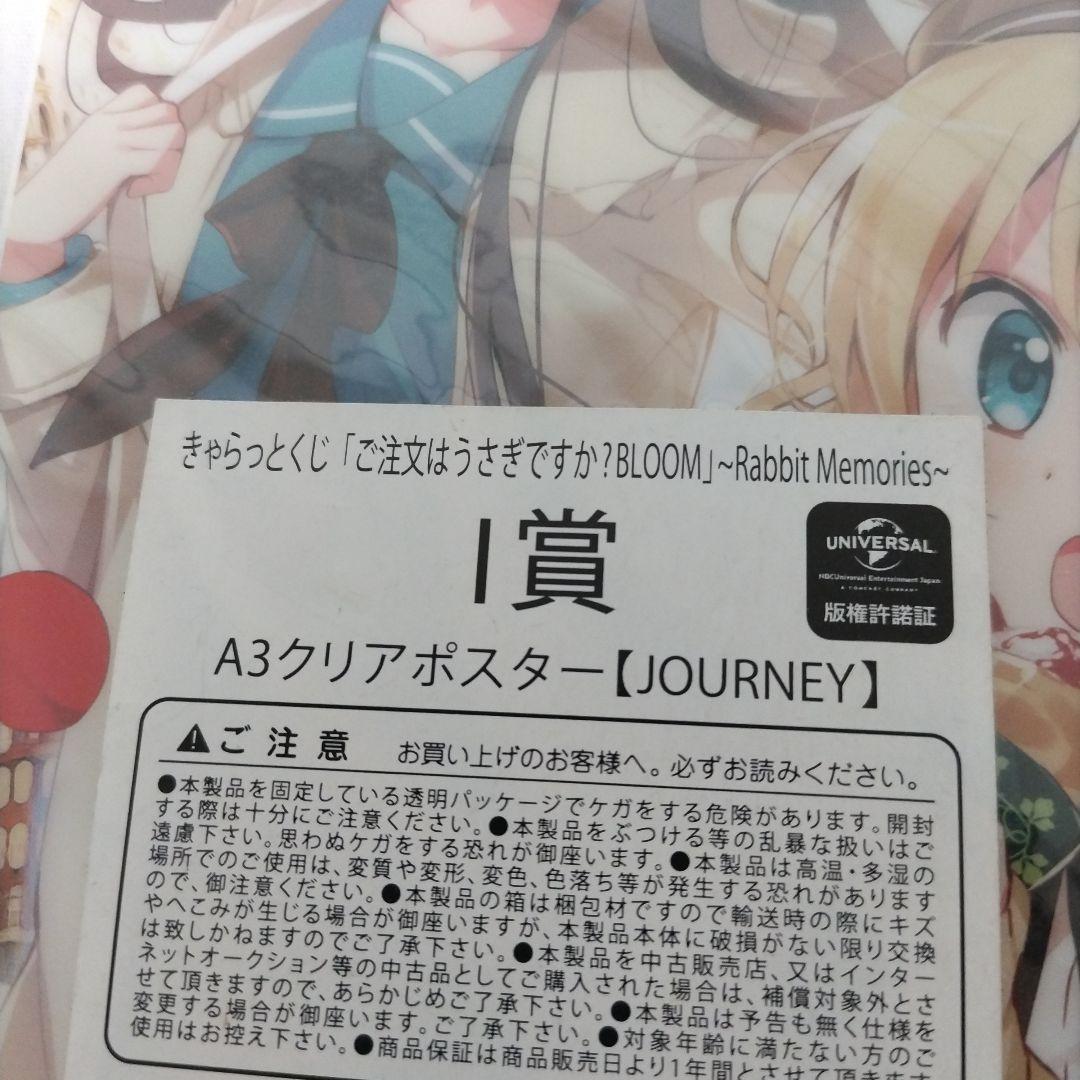 きゃらっとくじ「ご注文はうさぎですか?BLOOM」~Rabbit Memories~
I賞
UNIVERSAL
NBCUniversal Entertainment Japan
A COMCAST COMPANY
版権許諾証
A3クリアポスター【JOURNEY】
ご注意 お買い上げのお客様へ。必ずお読みください。
●本製品を固定している透明パッケージでケガをする危険があります。開封
する際は十分にご注意ください。●本製品をぶつける等の乱暴な扱いはご
遠慮下さい。思わぬケガをする恐れが御座います。●本製品は高温・多湿の
場所でのご使用は、変質や変形、変色、色落ち等が発生する恐れがあります
ので、御注意ください。●本製品の箱は梱包材ですので輸送時の際にキズ
やへこみが生じる場合が御座いますが、本製品本体に破損がない限り交換
は致しかねますのでご了承下さい。●本製品を中古販売店、又はインター
ネットオークション等の中古品としてご購入された場合は、補償対象外とさ
せて頂きますので、あらかじめご了承下さい。●本製品は予告も無く仕様を
変更する場合が御座います。ご了承下さい。●対象年齢に満たない方のご
使用はお控え下さい。●商品保証は商品販売日より1年間とさせて頂きます